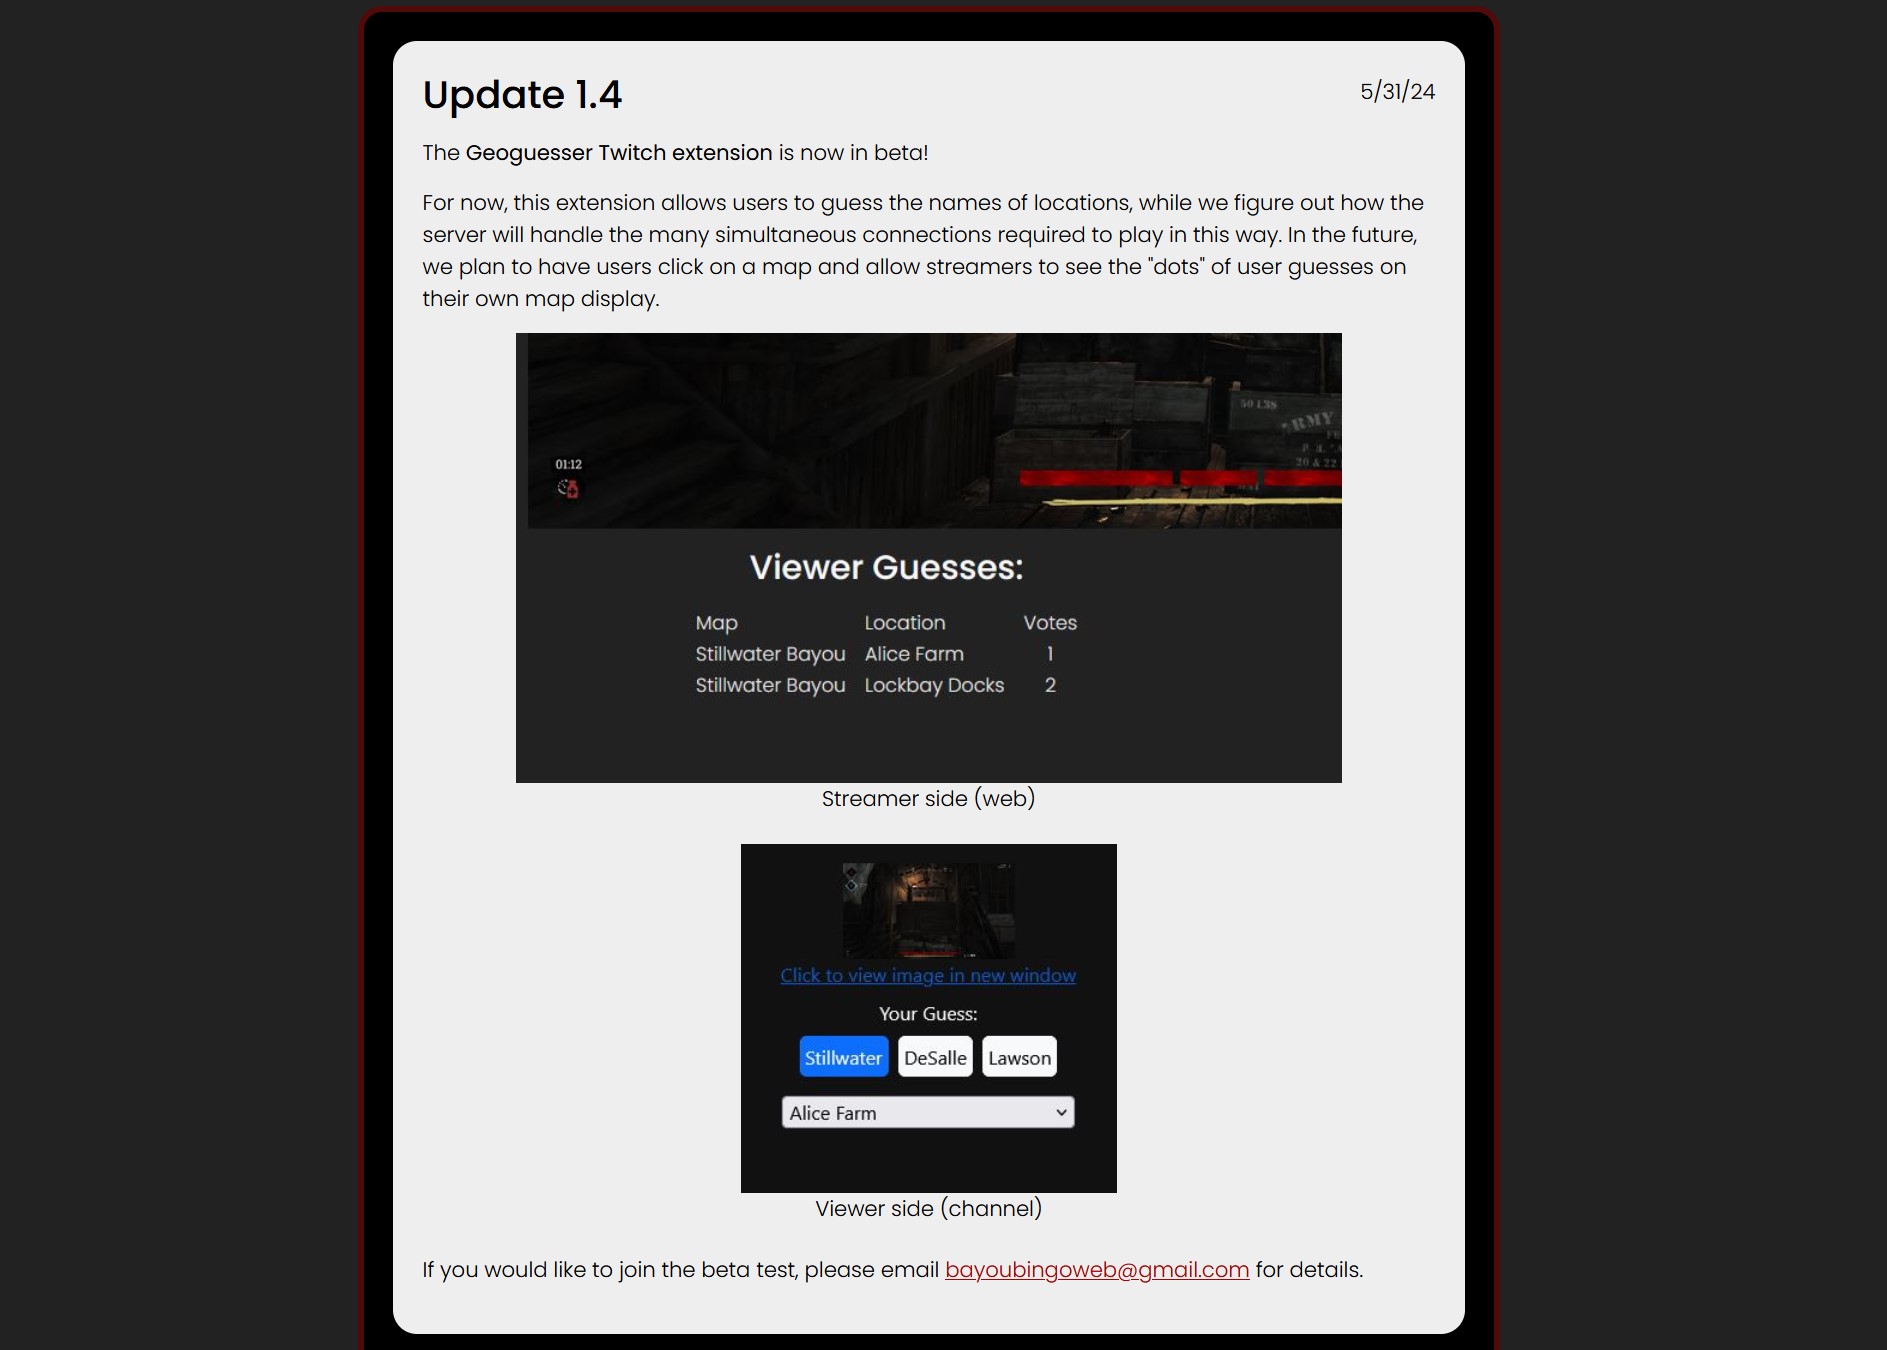 Update 1.4
5/31/24
The Geoguesser Twitch extension is now in beta!
For now, this extension allows users to guess the names of locations, while we figure out how the
server will handle the many simultaneous connections required to play in this way. In the future,
we plan to have users click on a map and allow streamers to see the "dots" of user guesses on
their own map display.
50 LBS
01:12
20 & 22
Viewer Guesses:
Map Location Votes
Stillwater Bayou Alice Farm 1
Stillwater Bayou Lockbay Docks 2
Streamer side (web)
Click to view image in new window
Your Guess:
Stillwater DeSalle Lawson
Alice Farm
Viewer side (channel)
If you would like to join the beta test, please email bayoubingoweb@gmail.com for details.